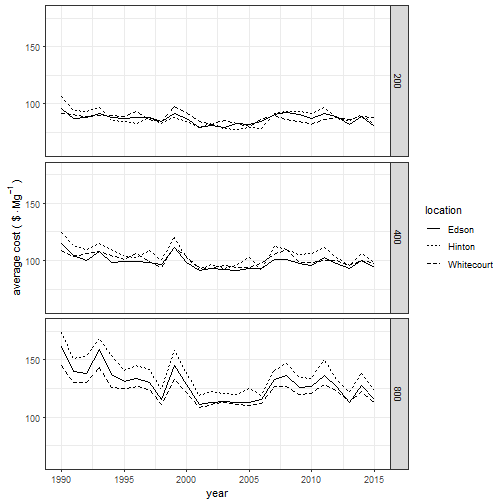 150
100
200
average cost ( $ · Mg⁻¹ )
150
100
400
150
100
800
1990 1995 2000 2005 2010 2015
year
location
Edson
Hinton
Whitecourt